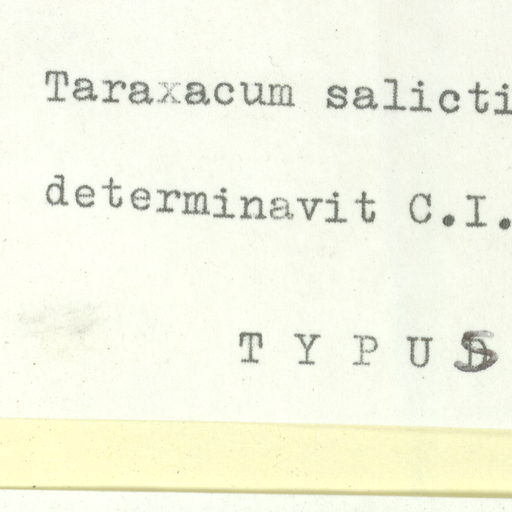 Taraxacum salicti
determinavit C.I.
T Y P U S